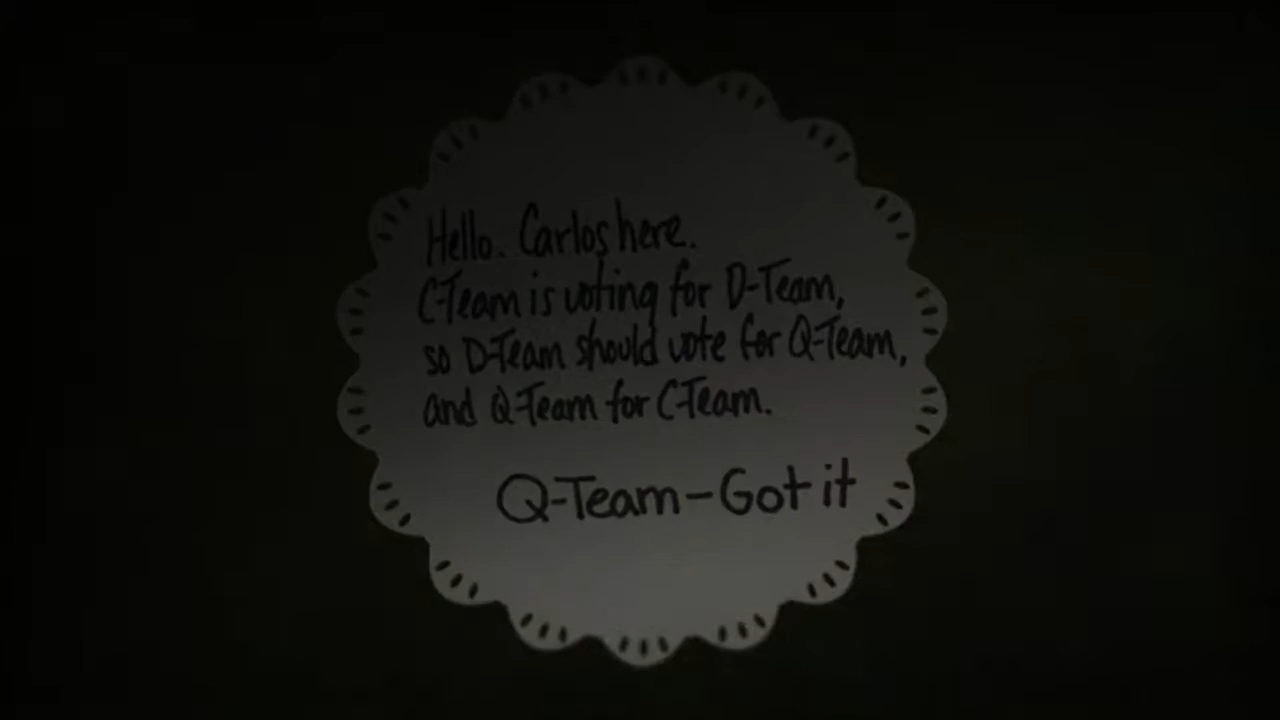 Hello. Carlos here.
C-Team is voting for D-Team,
so D-Team should vote for Q-Team,
and Q-Team for C-Team.
Q-Team-Got it